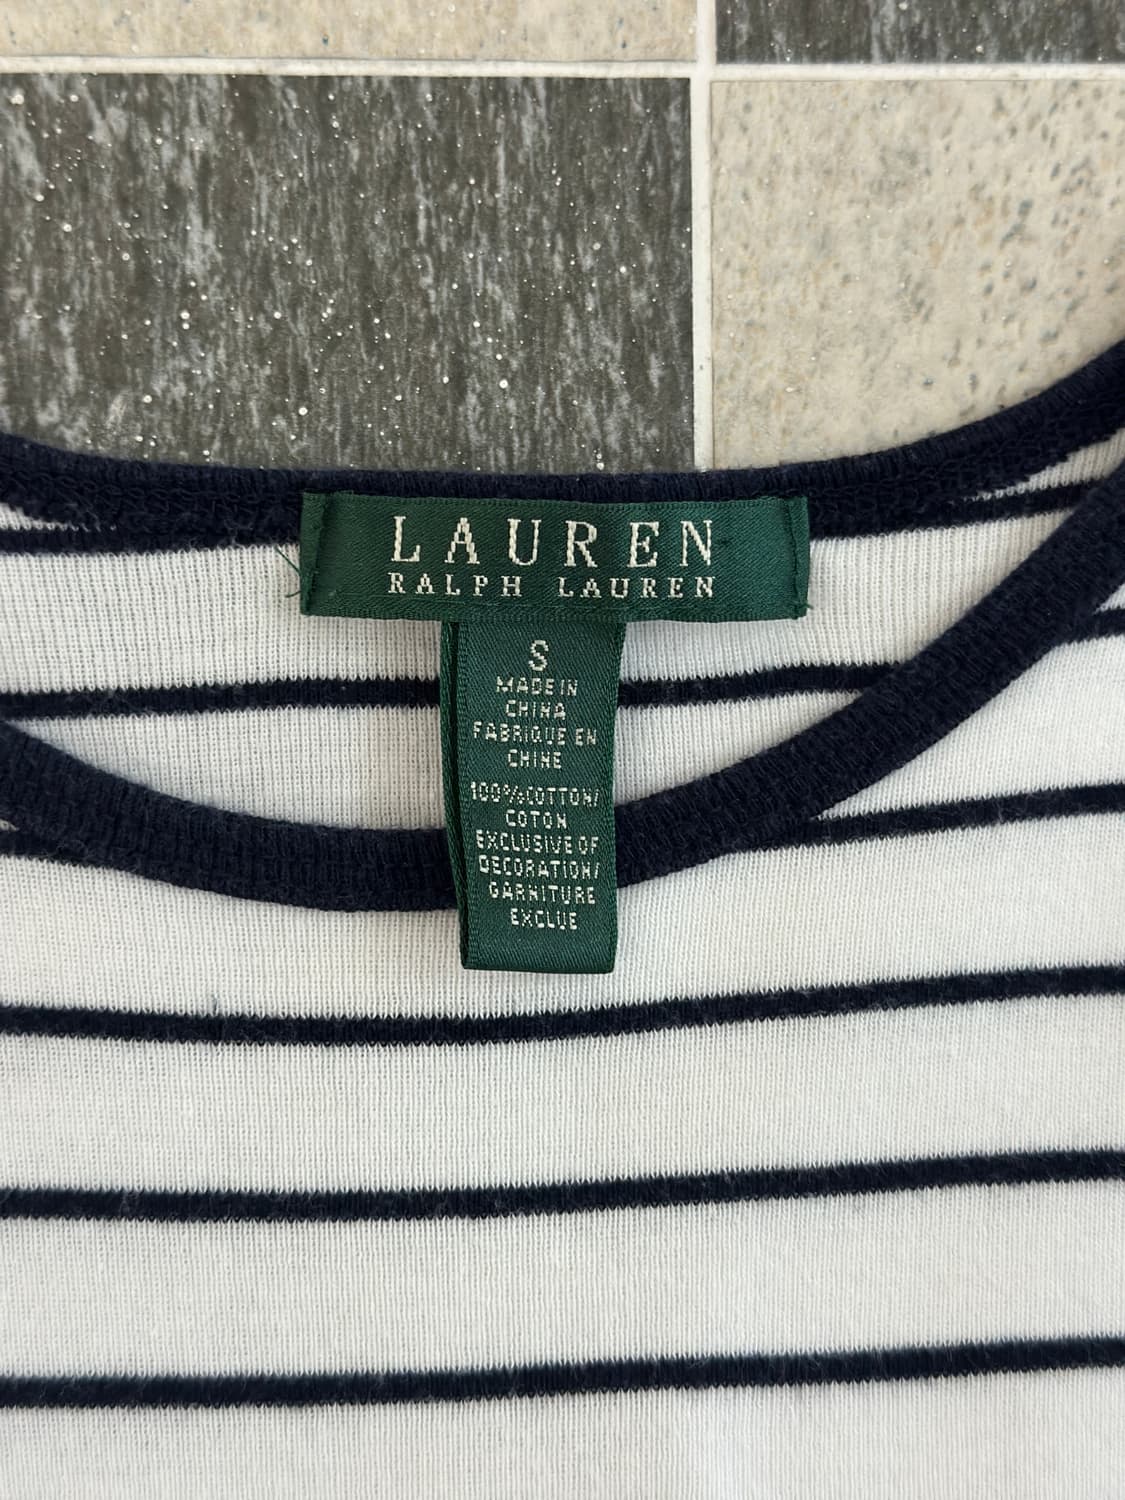 LAUREN
RALPH LAUREN
S
MADE IN
CHINA
FABRIQUE EN
CHINE
100%COTTON/
COTON
EXCLUSIVE OF
DECORATION/
GARNITURE
EXCLUE